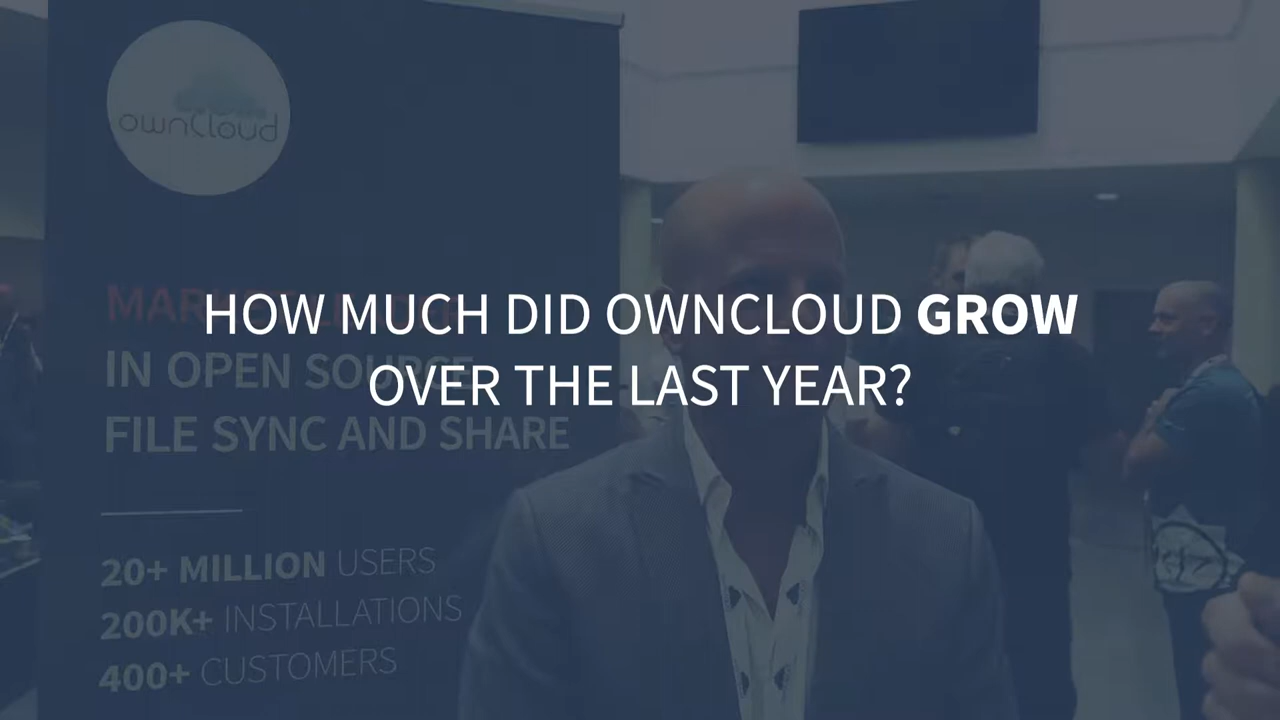 ownCloud
HOW MUCH DID OWNCLOUD GROW
OVER THE LAST YEAR?
IN OPEN SOURCE
FILE SYNC AND SHARE
20+ MILLION USERS
200K+ INSTALLATIONS
400+ CUSTOMERS